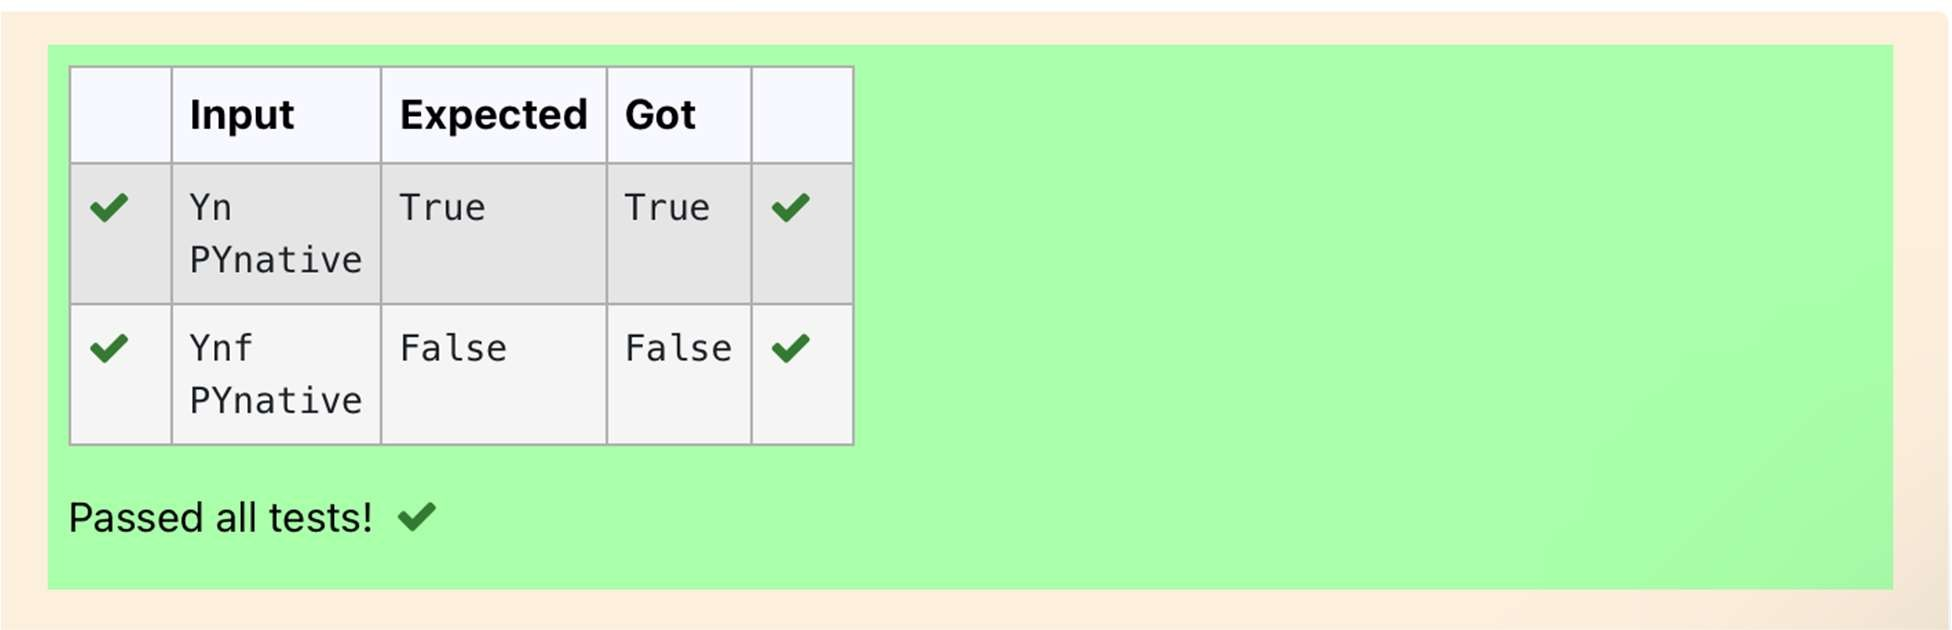 Input Expected Got
Yn True True
PYnative
Ynf False False
PYnative
Passed all tests!